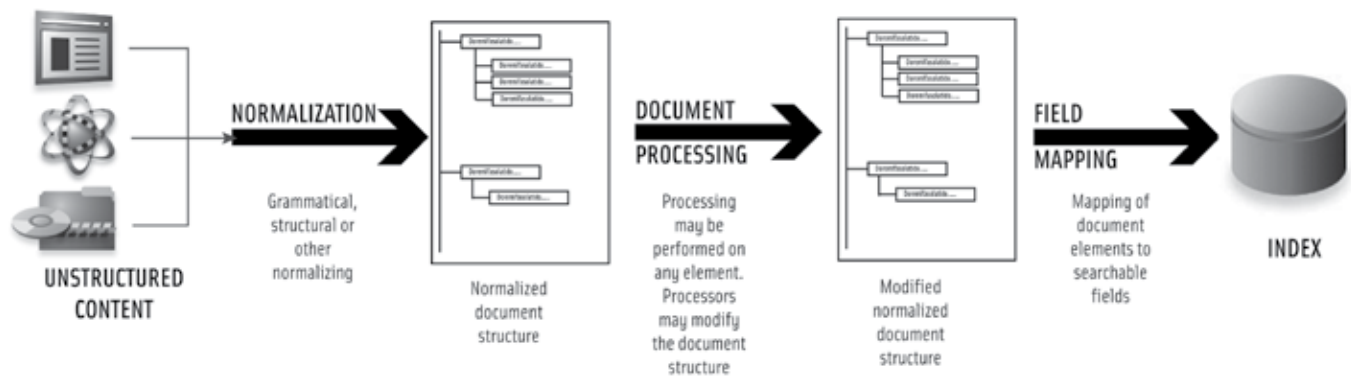 UNSTRUCTURED
CONTENT
NORMALIZATION
Grammatical,
structural or
other
normalizing
Normalized
document
structure
DOCUMENT
PROCESSING
Processing
may be
performed on
any element.
Processors
may modify
the document
structure
Modified
normalized
document
structure
FIELD
MAPPING
Mapping of
document
elements to
searchable
fields
INDEX